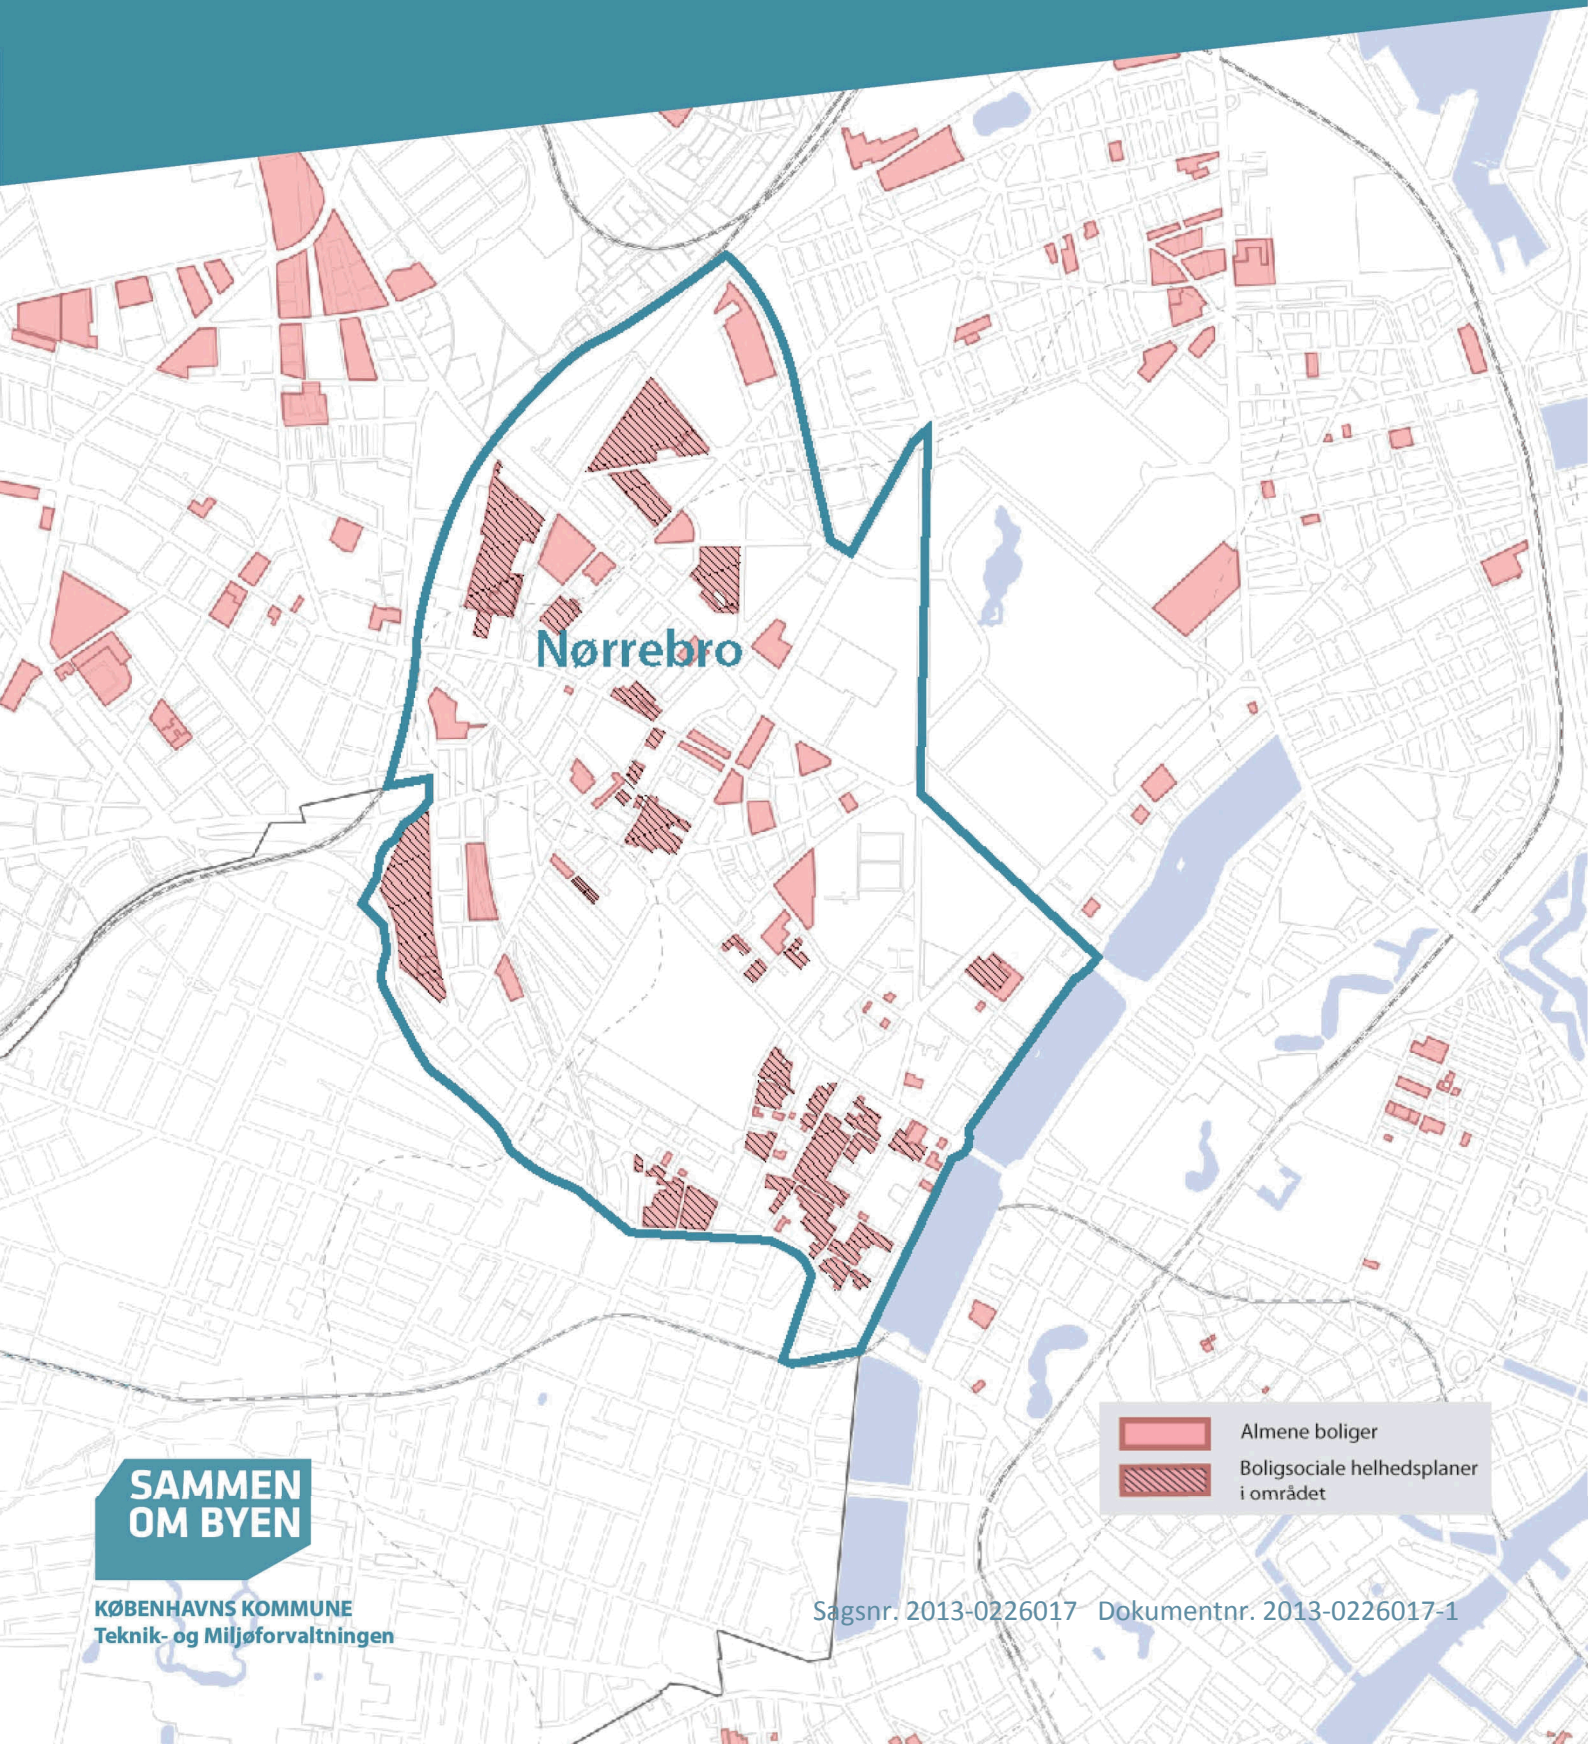 Nørrebro
Almene boliger
Boligsociale helhedsplaner
i området
SAMMEN
OM BYEN
KØBENHAVNS KOMMUNE
Teknik- og Miljøforvaltningen
Sagsnr. 2013-0226017 Dokumentnr. 2013-0226017-1